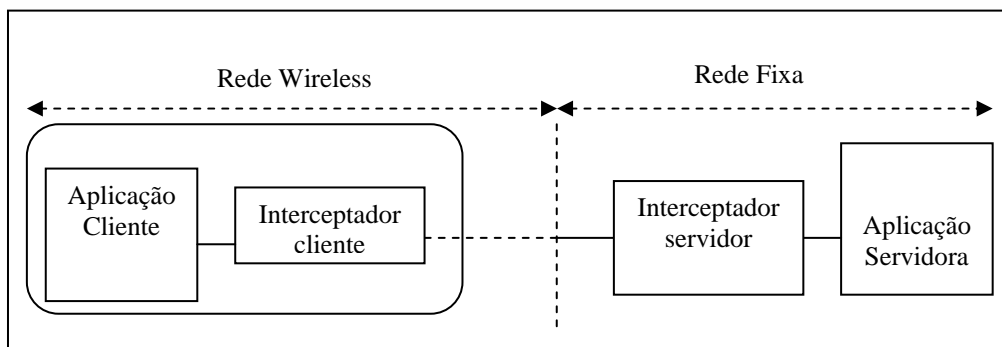 Rede Wireless
Rede Fixa
Aplicação
Cliente
Interceptador
cliente
Interceptador
servidor
Aplicação
Servidora